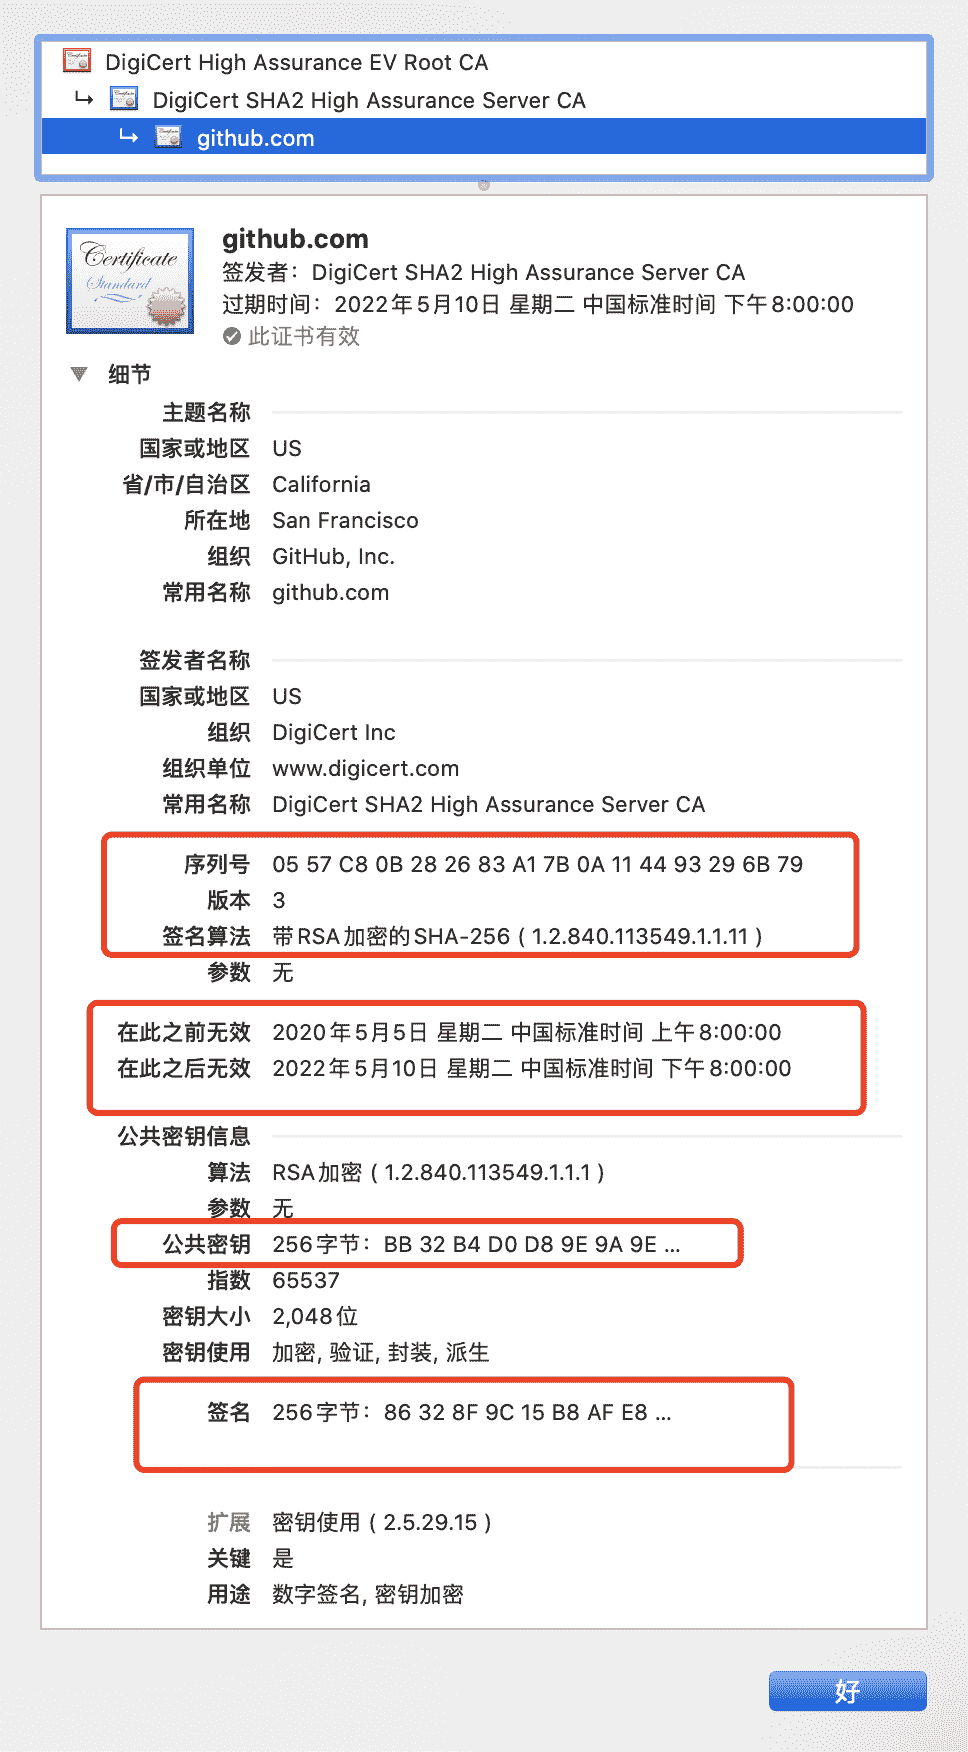 DigiCert High Assurance EV Root CA
DigiCert SHA2 High Assurance Server CA
github.com
Certificate
Standard
github.com
签发者：DigiCert SHA2 High Assurance Server CA
过期时间：2022年5月10日 星期二 中国标准时间 下午8:00:00
此证书有效
细节
主题名称
国家或地区 US
省/市/自治区 California
所在地 San Francisco
组织 GitHub, Inc.
常用名称 github.com
签发者名称
国家或地区 US
组织 DigiCert Inc
组织单位 www.digicert.com
常用名称 DigiCert SHA2 High Assurance Server CA
序列号 05 57 C8 0B 28 26 83 A1 7B 0A 11 44 93 29 6B 79
版本 3
签名算法 带RSA加密的SHA-256 ( 1.2.840.113549.1.1.11 )
参数 无
在此之前无效 2020年5月5日 星期二 中国标准时间 上午8:00:00
在此之后无效 2022年5月10日 星期二 中国标准时间 下午8:00:00
公共密钥信息
算法 RSA加密 ( 1.2.840.113549.1.1.1 )
参数 无
公共密钥 256字节：BB 32 B4 D0 D8 9E 9A 9E ...
指数 65537
密钥大小 2,048位
密钥使用 加密, 验证, 封装, 派生
签名 256字节：86 32 8F 9C 15 B8 AF E8 ...
扩展 密钥使用 ( 2.5.29.15 )
关键 是
用途 数字签名, 密钥加密
好